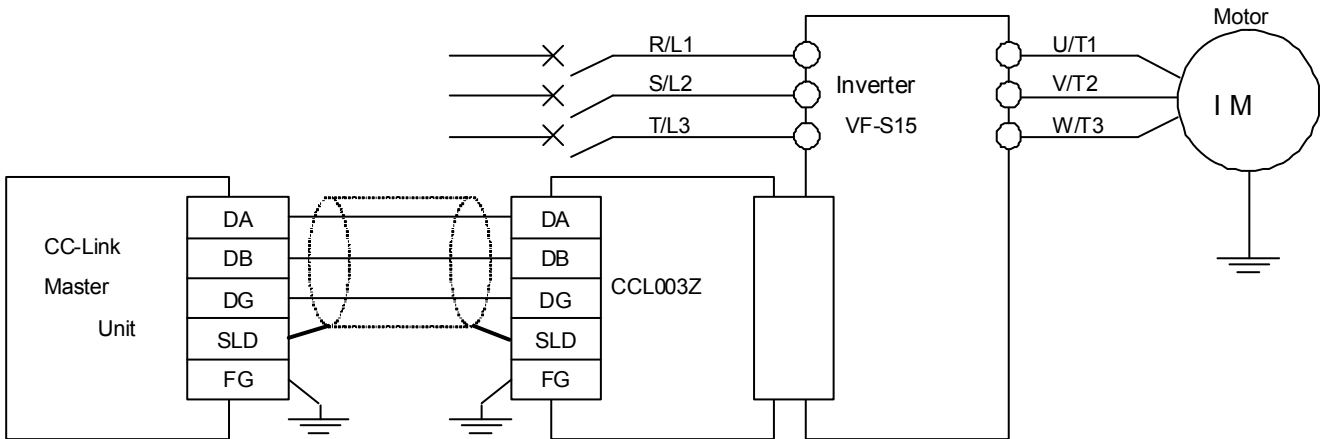 Motor
R/L1
U/T1
S/L2
Inverter
V/T2
I M
T/L3
VF-S15
W/T3
CC-Link
Master
Unit
DA
DB
DG
SLD
FG
DA
DB
DG
SLD
FG
CCL003Z